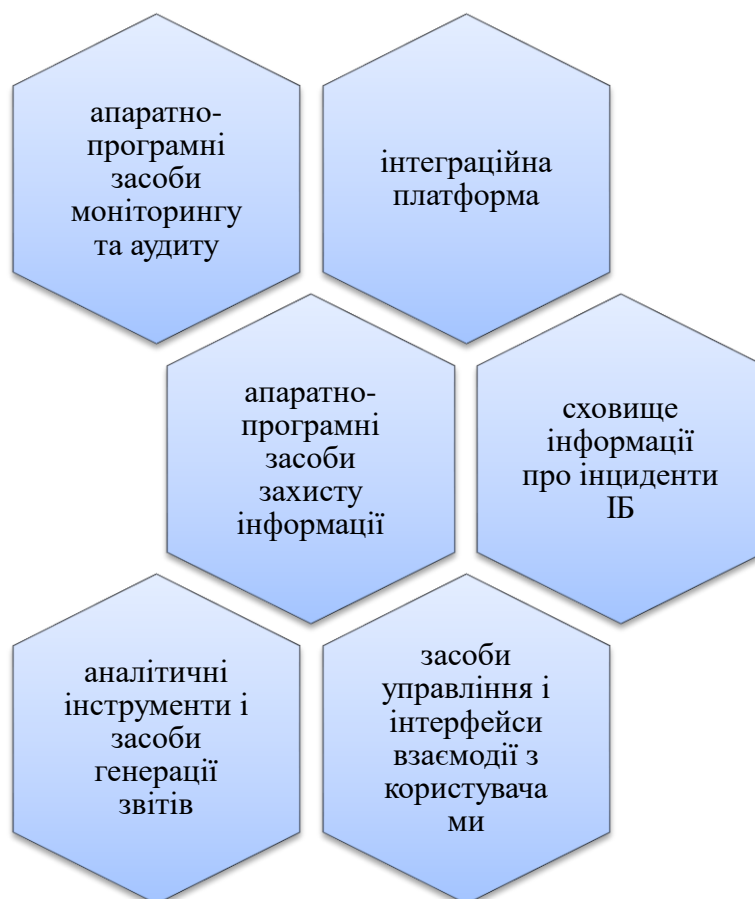 апаратно-
програмні
засоби
моніторингу
та аудиту
інтеграційна
платформа
апаратно-
програмні
засоби
захисту
інформації
сховище
інформації
про інциденти
ІБ
аналітичні
інструменти і
засоби
генерації
звітів
засоби
управління і
інтерфейси
взаємодії з
користувача
ми